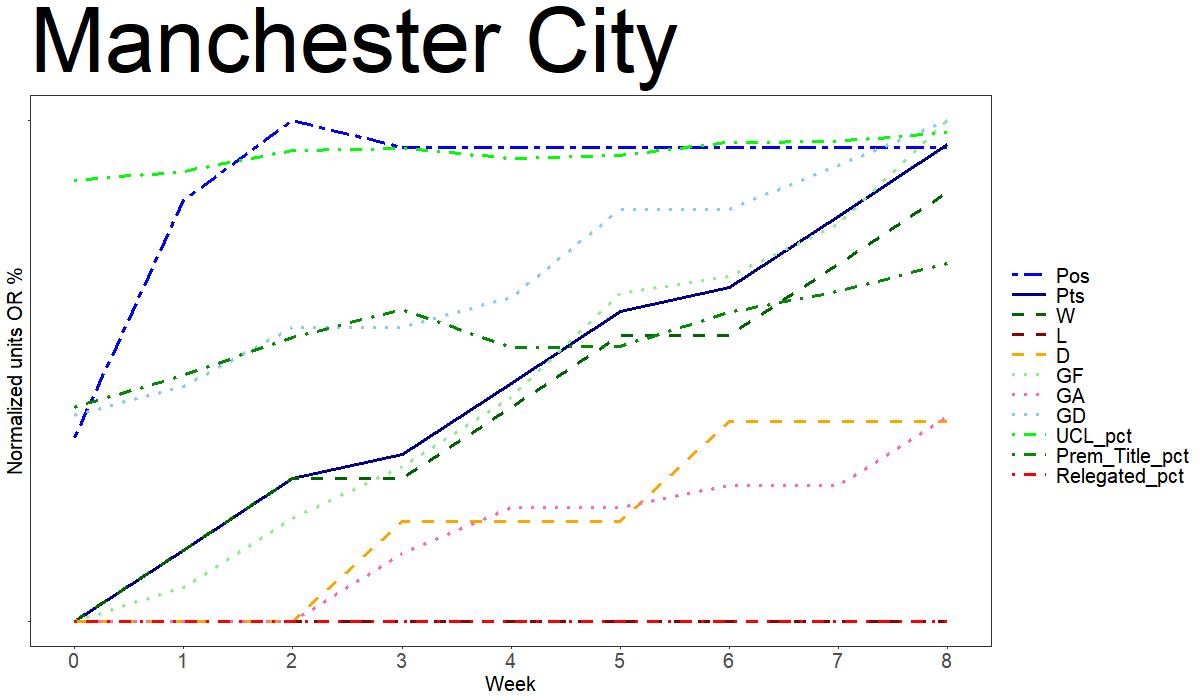 Manchester City
Normalized units OR %
0 1 2 3 4 5 6 7 8
Week
Pos
Pts
W
L
D
GF
GA
GD
UCL_pct
Prem_Title_pct
Relegated_pct